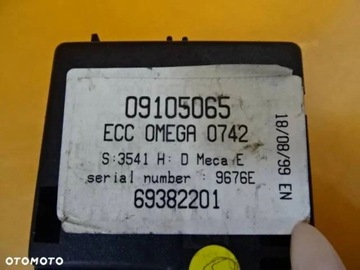 09105065
ECC OMEGA 0742
S:3541 H: D Meca E
serial number : 9676E
69382201
18/08/99 EN
OTOMOTO